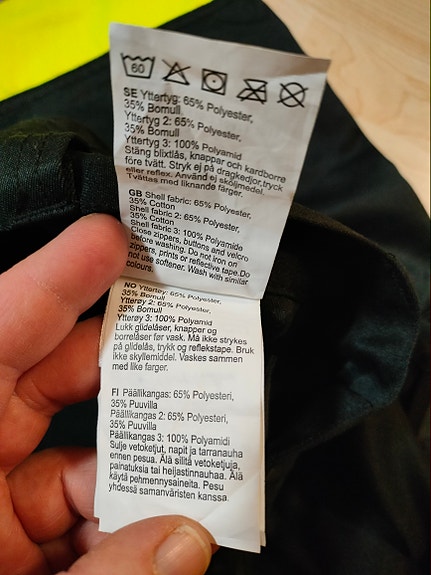 60
SE Yttertyg: 65% Polyester,
35% Bomull
Yttertyg 2: 65% Polyester,
35% Bomull
Yttertyg 3: 100% Polyamid
Stäng blixtlås, knappar och kardborre
före tvätt. Stryk ej på dragkedjor,tryck
eller reflex. Använd ej sköljmedel.
Tvättas med liknande färger.
GB Shell fabric: 65% Polyester,
35% Cotton
Shell fabric 2: 65% Polyester,
35% Cotton
Shell fabric 3: 100% Polyamide
Close zippers, buttons and velcro
before washing. Do not iron on
zippers, prints or reflective tape.Do
not use softener. Wash with similar
colours.
NO Yttertøy: 65% Polyester,
35% Bomull
Yttertøy 2: 65% Polyester,
35% Bomull
Yttertøy 3: 100% Polyamid
Lukk glidelåser, knapper og
borrelåser før vask. Må ikke strykes
på glidelås, trykk og reflekstape. Bruk
ikke skyllemiddel. Vaskes sammen
med like farger.
FI Päällikangas: 65% Polyesteri,
35% Puuvilla
Päällikangas 2: 65% Polyesteri,
35% Puuvilla
Päällikangas 3: 100% Polyamidi
Sulje vetoketjut, napit ja tarranauha
ennen pesua. Älä silitä vetoketjuja,
painatuksia tai heijastinnauhaa. Älä
käytä pehmennysaineita. Pesu
yhdessä samanväristen kanssa.